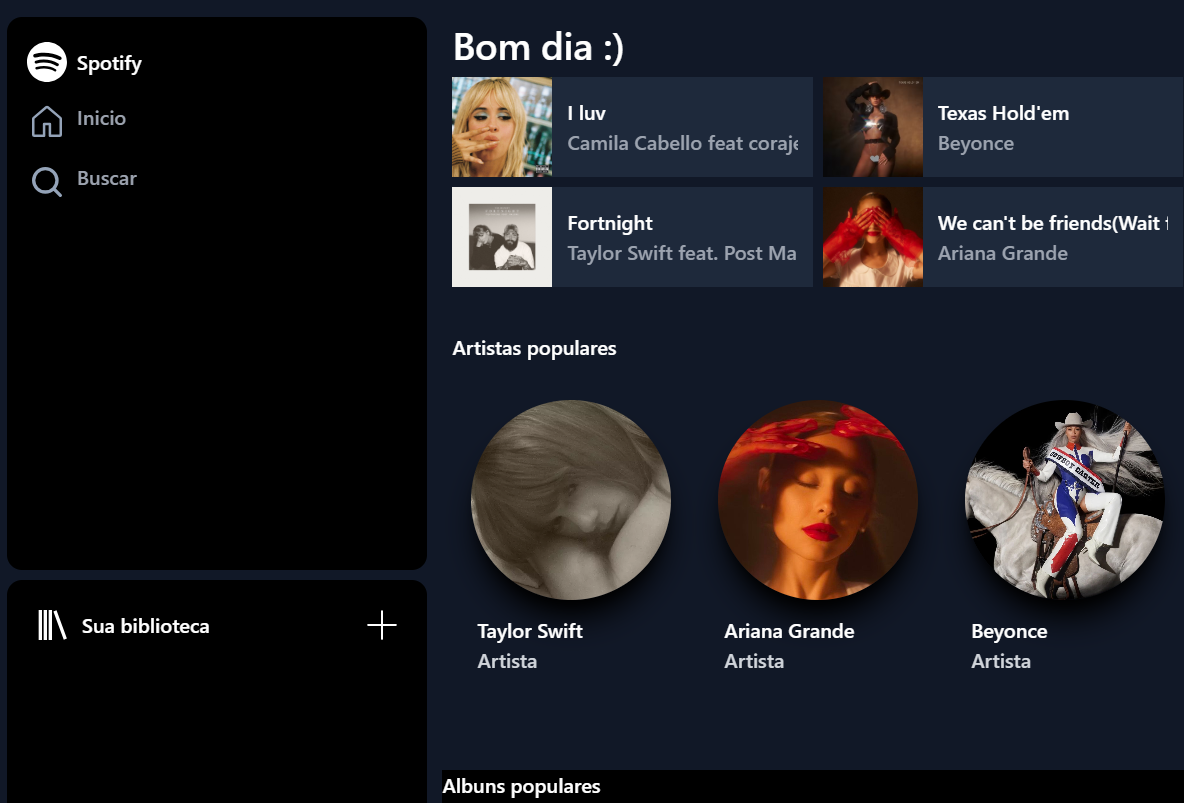 Spotify
Inicio
Buscar
Sua biblioteca
Bom dia :)
I luv
Camila Cabello feat coraje
Texas Hold'em
Beyonce
Fortnight
Taylor Swift feat. Post Ma
We can't be friends(Wait f
Ariana Grande
Artistas populares
Taylor Swift
Artista
Ariana Grande
Artista
COWBOY CARTER
Beyonce
Artista
Albuns populares